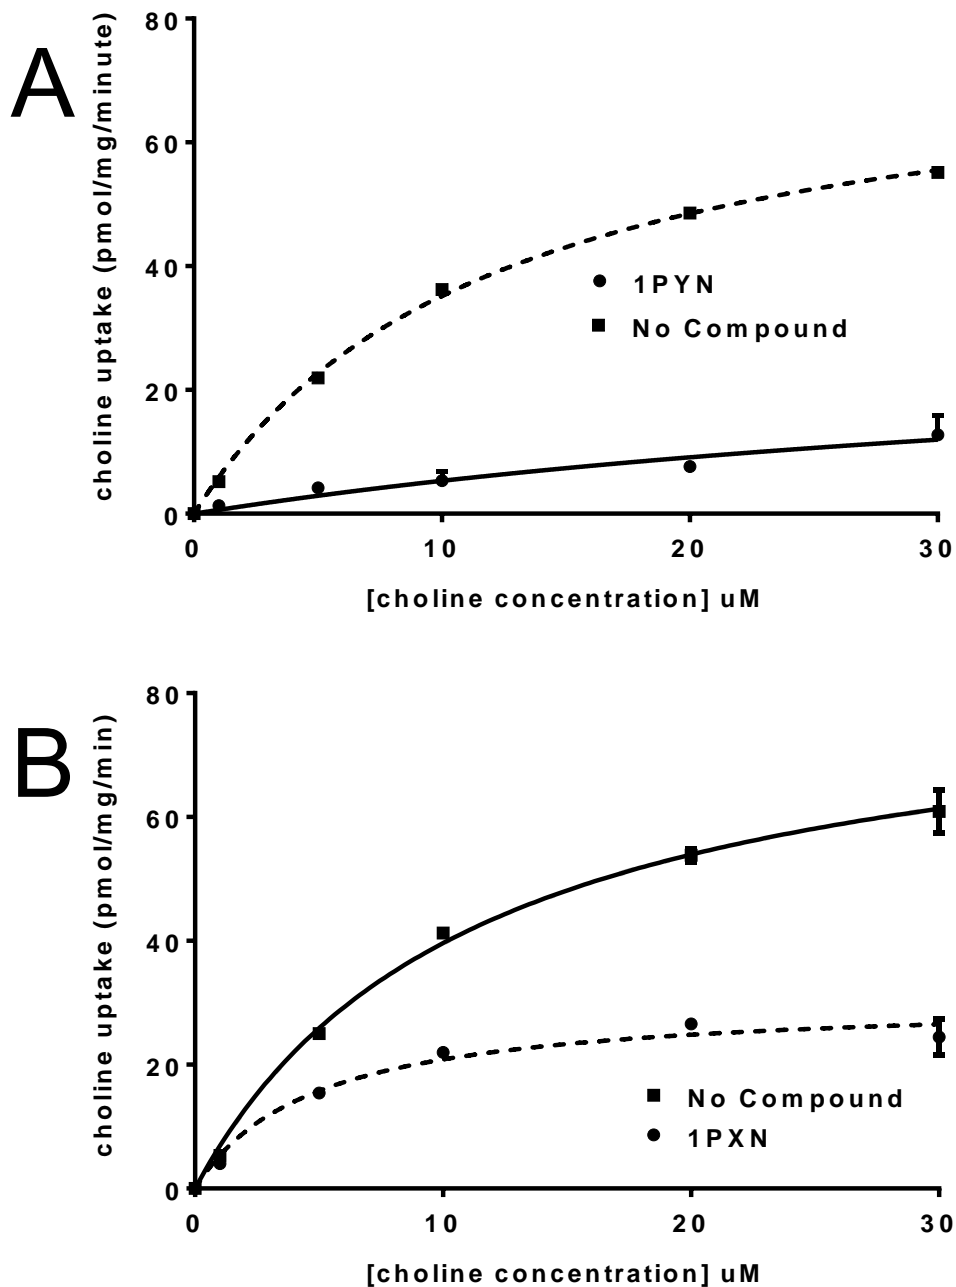 A
choline uptake (pmol/mg/minute)
80
60
40
20
0
1PYN
No Compound
0 10 20 30
[choline concentration] uM
B
choline uptake (pmol/mg/min)
80
60
40
20
0
No Compound
1PXN
0 10 20 30
[choline concentration] uM